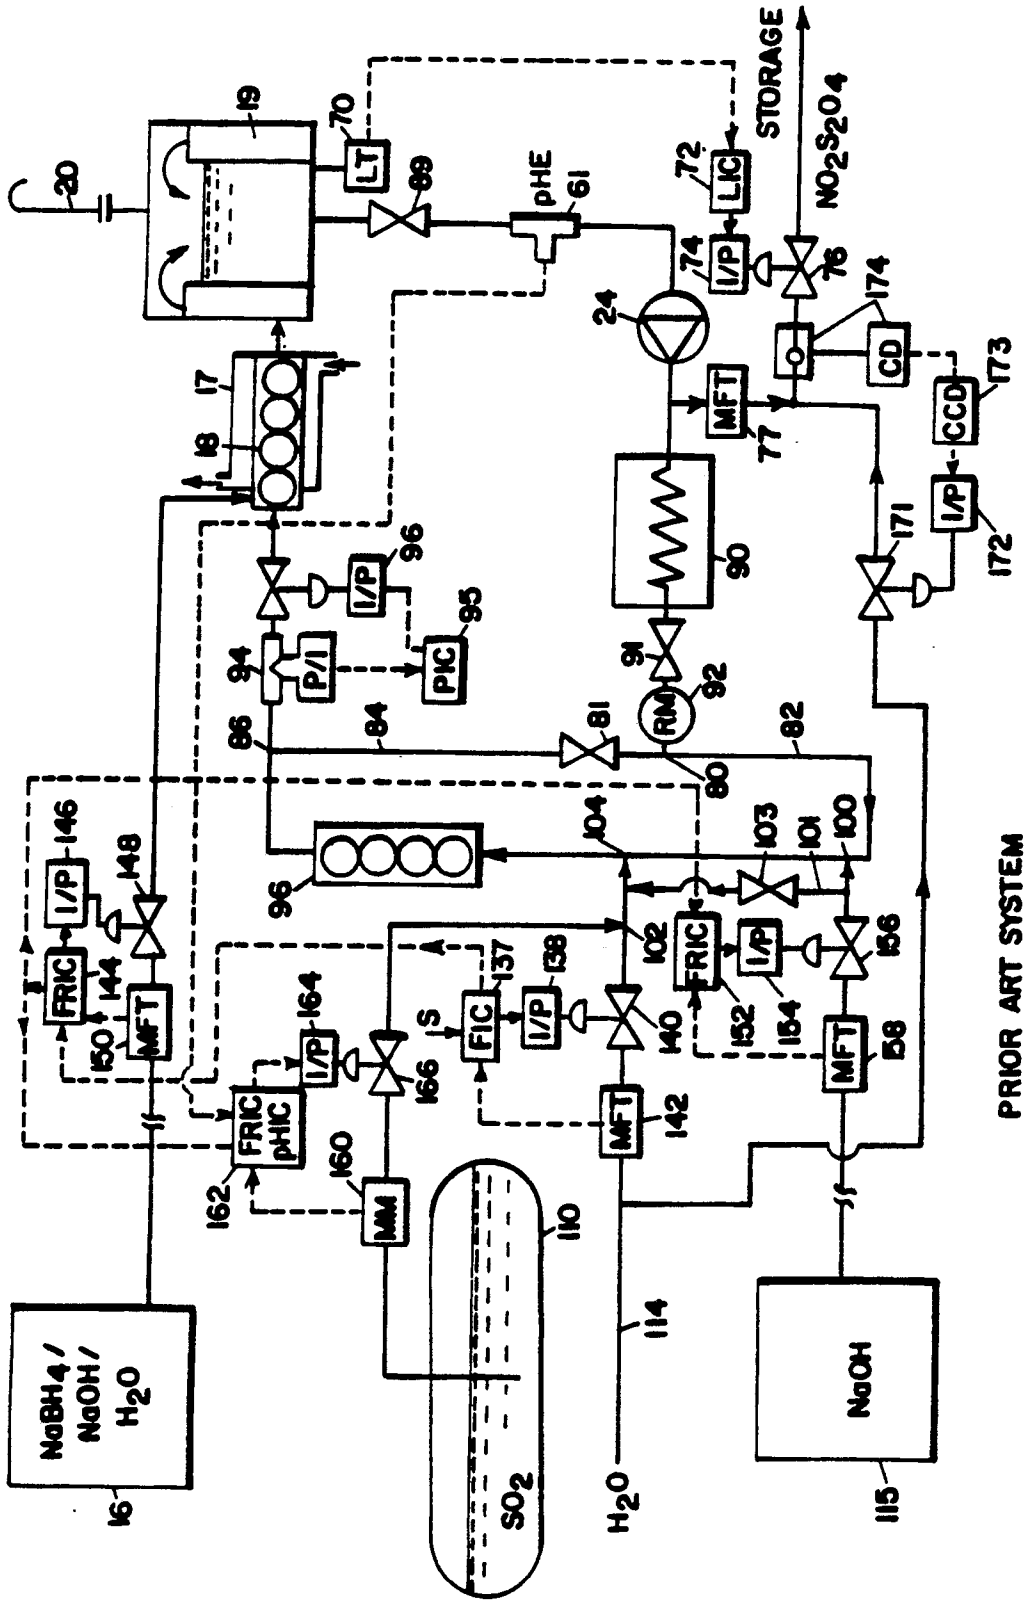 NaBH4/
NaOH/
H2O
16
150
MFT
FRIC
144
I/P
146
148
162
FRIC
pHIC
I/P
164
166
160
MM
SO2
110
S
FIC
137
I/P
138
140
102
104
MFT
142
H2O
114
NaOH
115
MFT
158
FRIC
152
I/P
154
156
103
101
100
82
80
81
84
86
96
94
P/I
PIC
95
I/P
96
18
17
19
20
LT
70
89
pHE
61
24
90
91
RM
92
MFT
77
LIC
72
I/P
74
76
STORAGE
NO2S2O4
174
CD
CCD
173
I/P
172
171
PRIOR ART SYSTEM